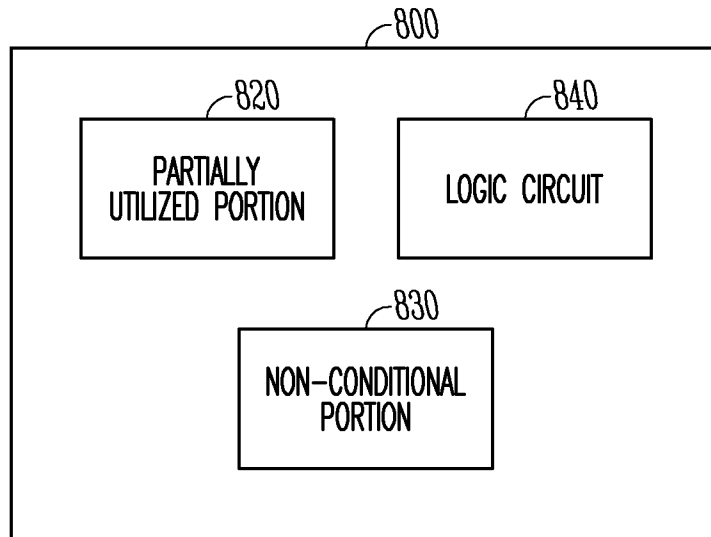 800
820
840
PARTIALLY
UTILIZED PORTION
LOGIC CIRCUIT
830
NON-CONDITIONAL
PORTION